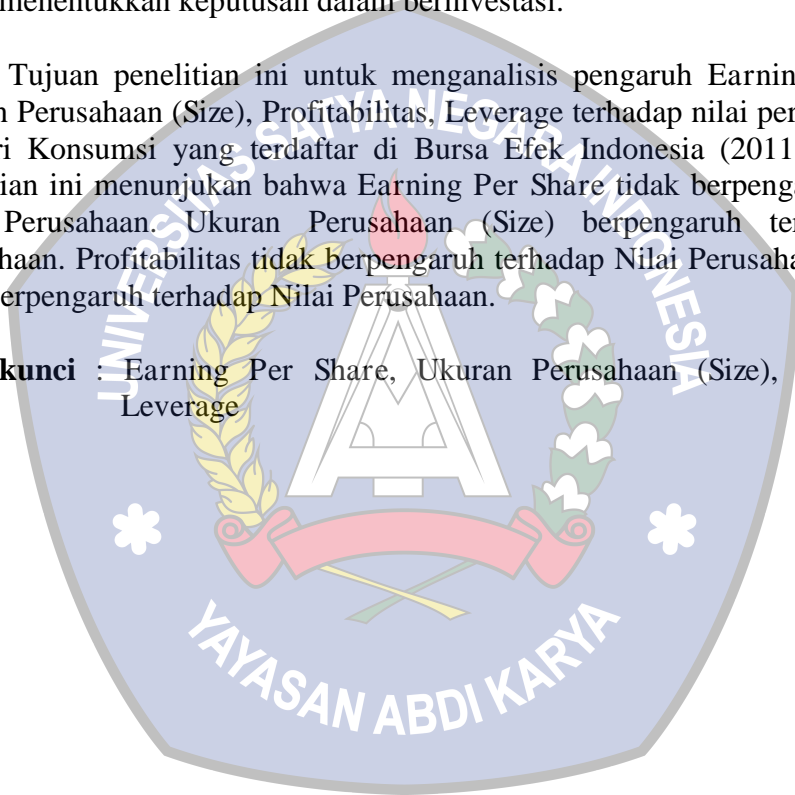 menentukkan keputusan dalam berinvestasi.
Tujuan penelitian ini untuk menganalisis pengaruh Earnin
Perusahaan (Size), Profitabilitas, Leverage terhadap nilai per
ri Konsumsi yang terdaftar di Bursa Efek Indonesia (2011
ian ini menunjukan bahwa Earning Per Share tidak berpenga
Perusahaan. Ukuran Perusahaan (Size) berpengaruh ter
haan. Profitabilitas tidak berpengaruh terhadap Nilai Perusaha
erpengaruh terhadap Nilai Perusahaan.
kunci : Earning Per Share, Ukuran Perusahaan (Size),
Leverage
UNIVERSITAS SATYA NEGARA INDONESIA
YAYASAN ABDI KARYA